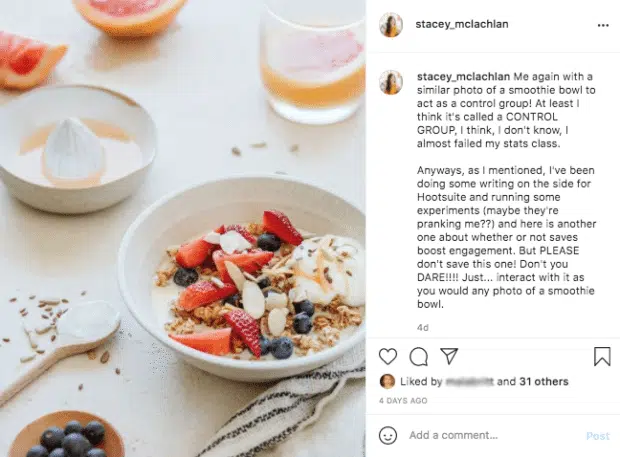 stacey_mclachlan
stacey_mclachlan Me again with a
similar photo of a smoothie bowl to
act as a control group! At least I
think it's called a CONTROL
GROUP, I think, I don't know, I
almost failed my stats class.
Anyways, as I mentioned, I've been
doing some writing on the side for
Hootsuite and running some
experiments (maybe they're
pranking me??) and here is another
one about whether or not saves
boost engagement. But PLEASE
don't save this one! Don't you
DARE!!!! Just... interact with it as
you would any photo of a smoothie
bowl.
4d
Liked by and 31 others
4 DAYS AGO
Add a comment...
Post